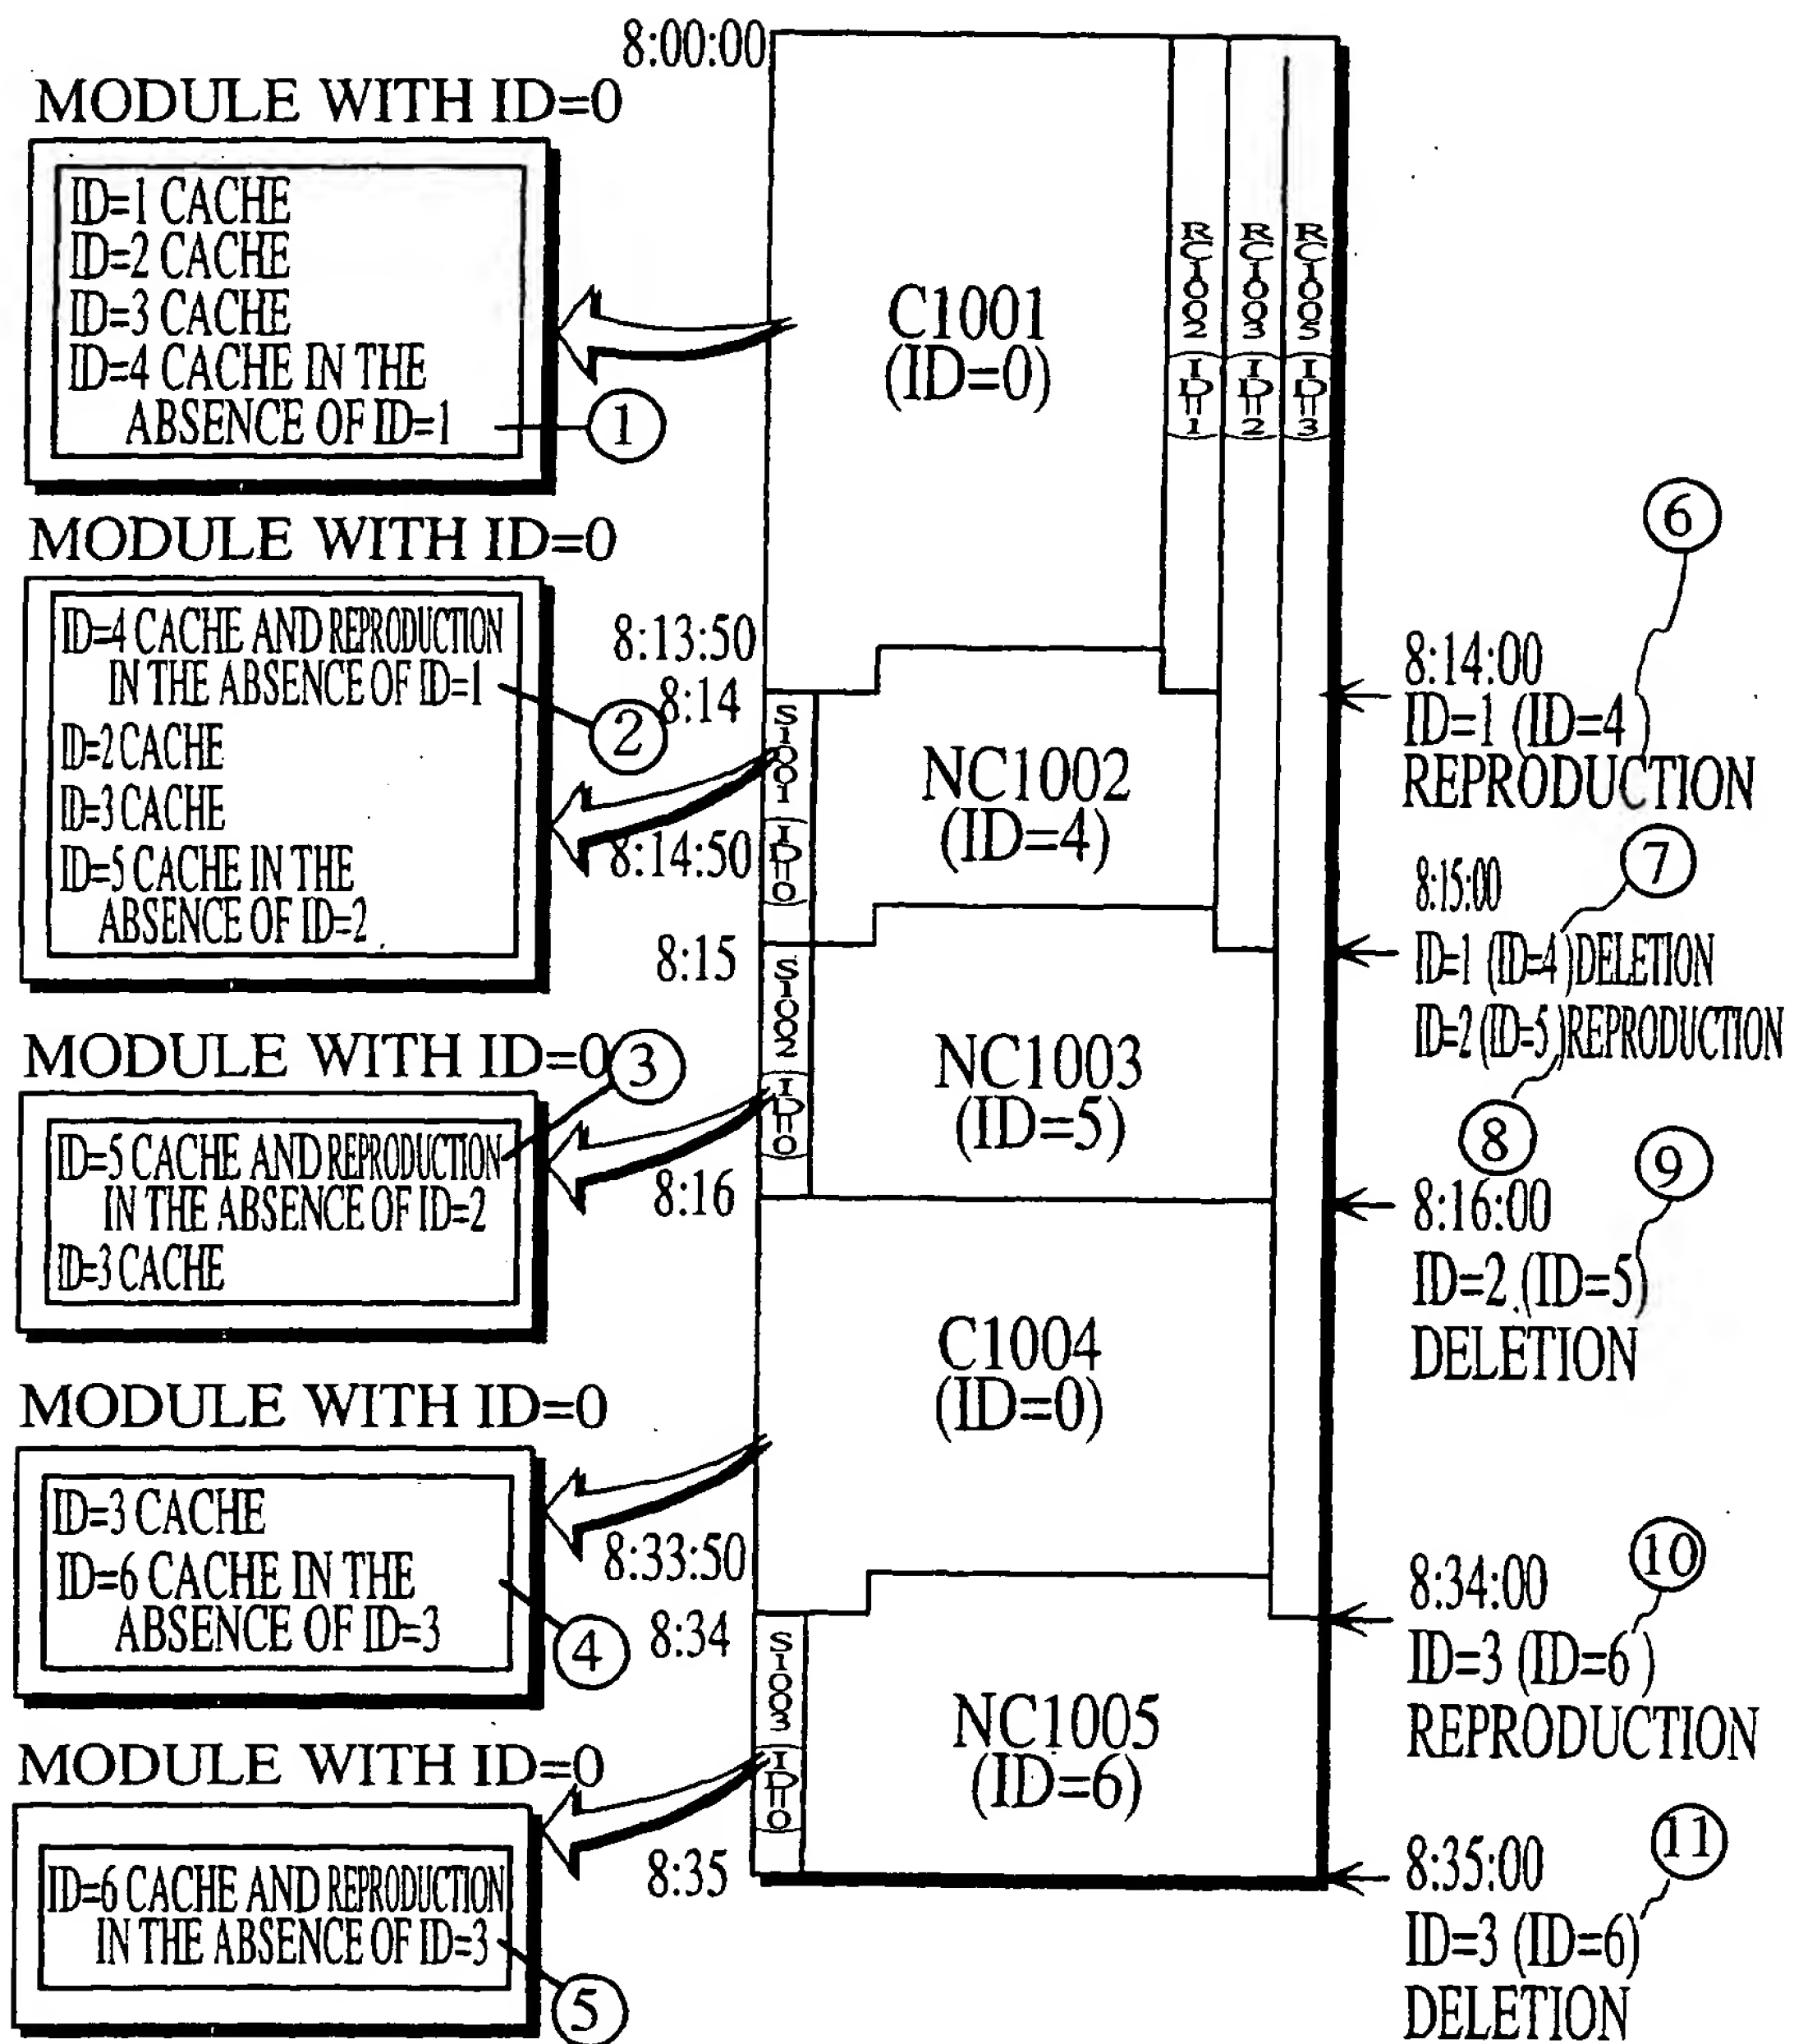 MODULE WITH ID=0
ID=1 CACHE
ID=2 CACHE
ID=3 CACHE
ID=4 CACHE IN THE
ABSENCE OF ID=1
1
MODULE WITH ID=0
ID=4 CACHE AND REPRODUCTION
IN THE ABSENCE OF ID=1
2
ID=2 CACHE
ID=3 CACHE
ID=5 CACHE IN THE
ABSENCE OF ID=2
MODULE WITH ID=0
3
ID=5 CACHE AND REPRODUCTION
IN THE ABSENCE OF ID=2
ID=3 CACHE
MODULE WITH ID=0
ID=3 CACHE
ID=6 CACHE IN THE
ABSENCE OF ID=3
4
MODULE WITH ID=0
ID=6 CACHE AND REPRODUCTION
IN THE ABSENCE OF ID=3
5
8:00:00
8:13:50
8:14
8:14:50
8:15
8:16
8:33:50
8:34
8:35
C1001
(ID=0)
RC1002 (ID=1)
RC1003 (ID=2)
RC1005 (ID=3)
S1001 (ID=0)
NC1002
(ID=4)
S1002 (ID=0)
NC1003
(ID=5)
C1004
(ID=0)
S1003 (ID=0)
NC1005
(ID=6)
6
8:14:00
ID=1 (ID=4)
REPRODUCTION
7
8:15:00
ID=1 (ID=4)DELETION
ID=2 (ID=5)REPRODUCTION
8
9
8:16:00
ID=2 (ID=5)
DELETION
10
8:34:00
ID=3 (ID=6)
REPRODUCTION
11
8:35:00
ID=3 (ID=6)
DELETION